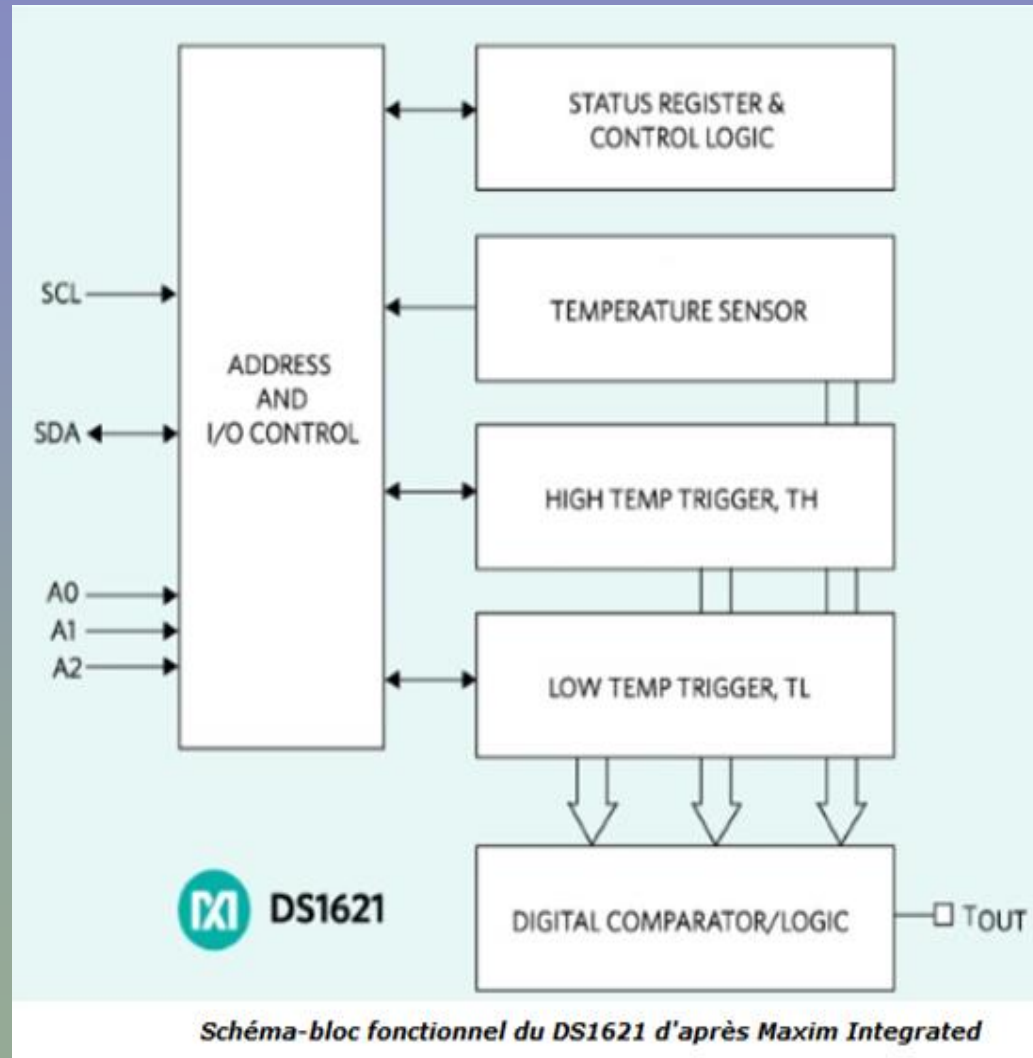 STATUS REGISTER &
CONTROL LOGIC
SCL
TEMPERATURE SENSOR
ADDRESS
AND
I/O CONTROL
SDA
HIGH TEMP TRIGGER, TH
A0
A1
A2
LOW TEMP TRIGGER, TL
DS1621
DIGITAL COMPARATOR/LOGIC
TOUT
Schéma-bloc fonctionnel du DS1621 d'après Maxim Integrated